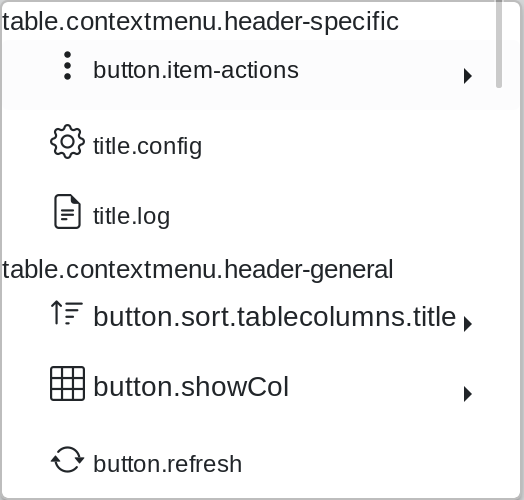 table.contextmenu.header-specific
button.item-actions
title.config
title.log
table.contextmenu.header-general
button.sort.tablecolumns.title
button.showCol
button.refresh